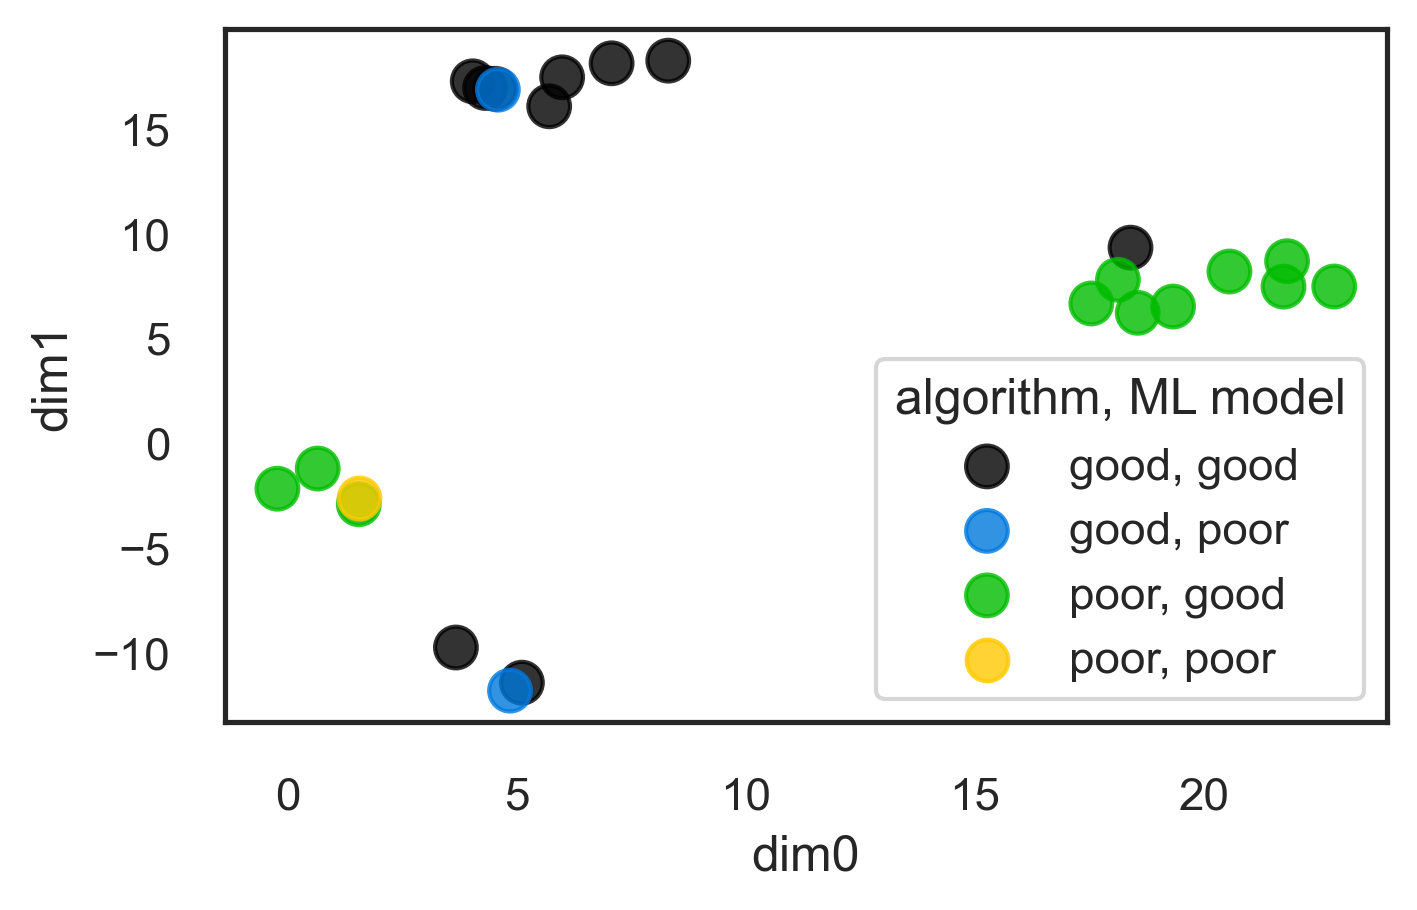 15
10
5
0
−5
−10
dim1
algorithm, ML model
good, good
good, poor
poor, good
poor, poor
0 5 10 15 20
dim0